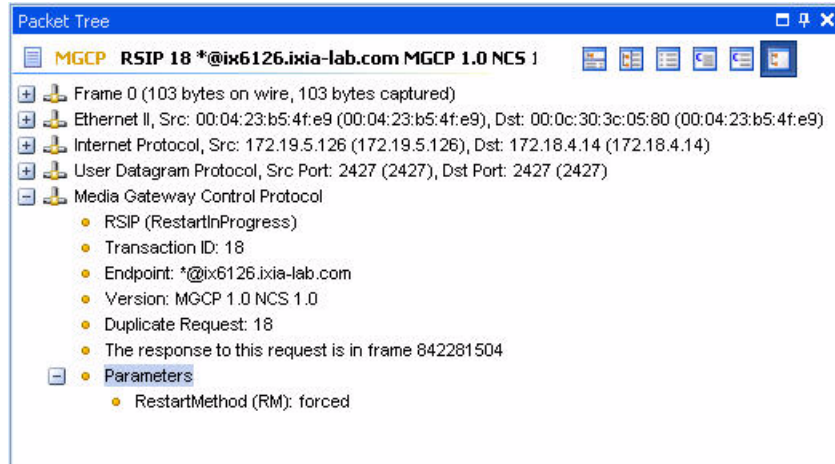 Packet Tree
MGCP RSIP 18 *@ix6126.ixia-lab.com MGCP 1.0 NCS 1
Frame 0 (103 bytes on wire, 103 bytes captured)
Ethernet II, Src: 00:04:23:b5:4f:e9 (00:04:23:b5:4f:e9), Dst: 00:0c:30:3c:05:80 (00:04:23:b5:4f:e9)
Internet Protocol, Src: 172.19.5.126 (172.19.5.126), Dst: 172.18.4.14 (172.18.4.14)
User Datagram Protocol, Src Port: 2427 (2427), Dst Port: 2427 (2427)
Media Gateway Control Protocol
RSIP (RestartInProgress)
Transaction ID: 18
Endpoint: *@ix6126.ixia-lab.com
Version: MGCP 1.0 NCS 1.0
Duplicate Request: 18
The response to this request is in frame 842281504
Parameters
RestartMethod (RM): forced